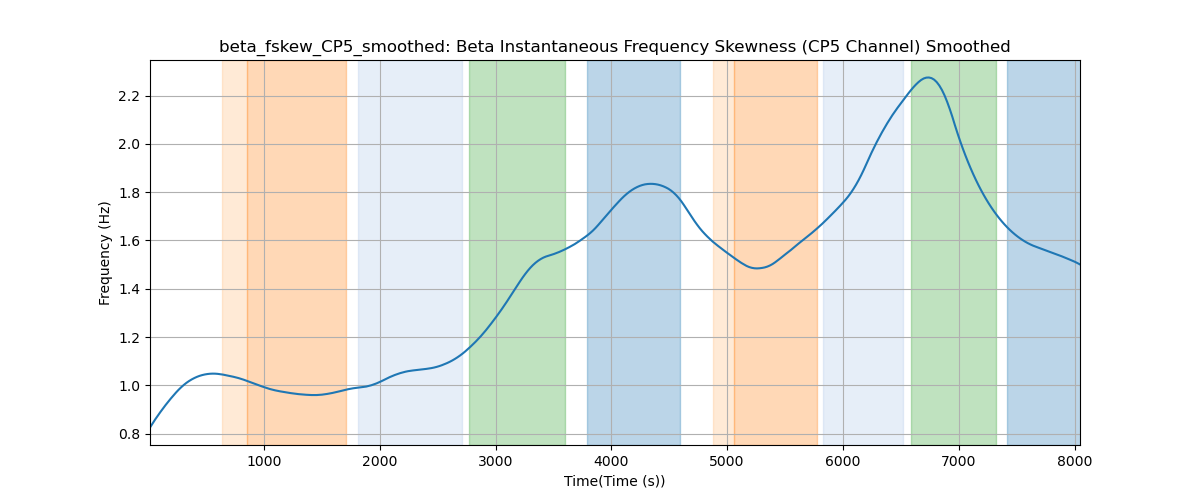 beta_fskew_CP5_smoothed: Beta Instantaneous Frequency Skewness (CP5 Channel) Smoothed
Frequency (Hz)
2.2
2.0
1.8
1.6
1.4
1.2
1.0
0.8
1000 2000 3000 4000 5000 6000 7000 8000
Time(Time (s))